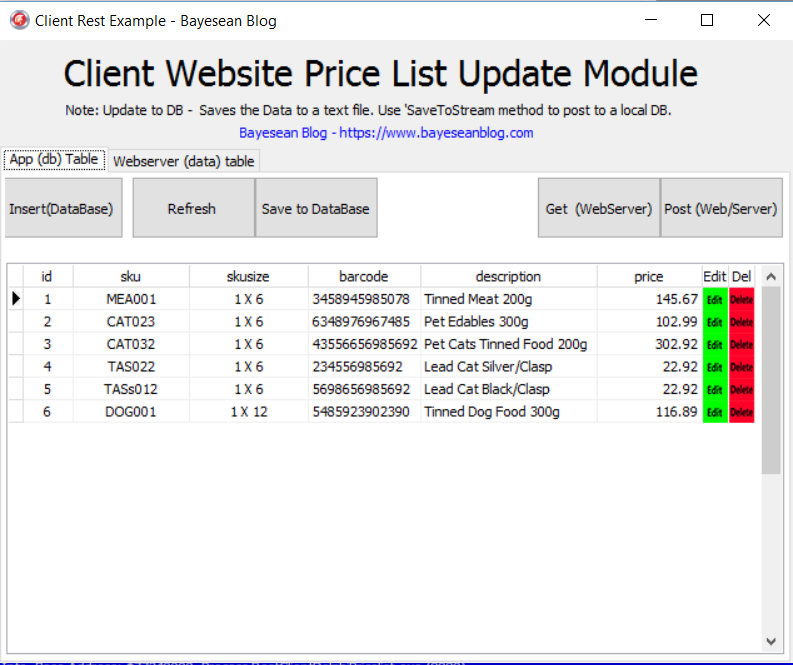 Client Rest Example - Bayesean Blog
Client Website Price List Update Module
Note: Update to DB - Saves the Data to a text file. Use 'SaveToStream method to post to a local DB.
Bayesean Blog - https://www.bayeseanblog.com
App (db) Table Webserver (data) table
Insert(DataBase) Refresh Save to DataBase Get (WebServer) Post (Web/Server)
id sku skusize barcode description price Edit Del
1 MEA001 1 X 6 3458945985078 Tinned Meat 200g 145.67 Edit Delete
2 CAT023 1 X 6 6348976967485 Pet Edables 300g 102.99 Edit Delete
3 CAT032 1 X 6 43556656985692 Pet Cats Tinned Food 200g 302.92 Edit Delete
4 TAS022 1 X 6 234556985692 Lead Cat Silver/Clasp 22.92 Edit Delete
5 TASs012 1 X 6 5698656985692 Lead Cat Black/Clasp 22.92 Edit Delete
6 DOG001 1 X 12 5485923902390 Tinned Dog Food 300g 116.89 Edit Delete